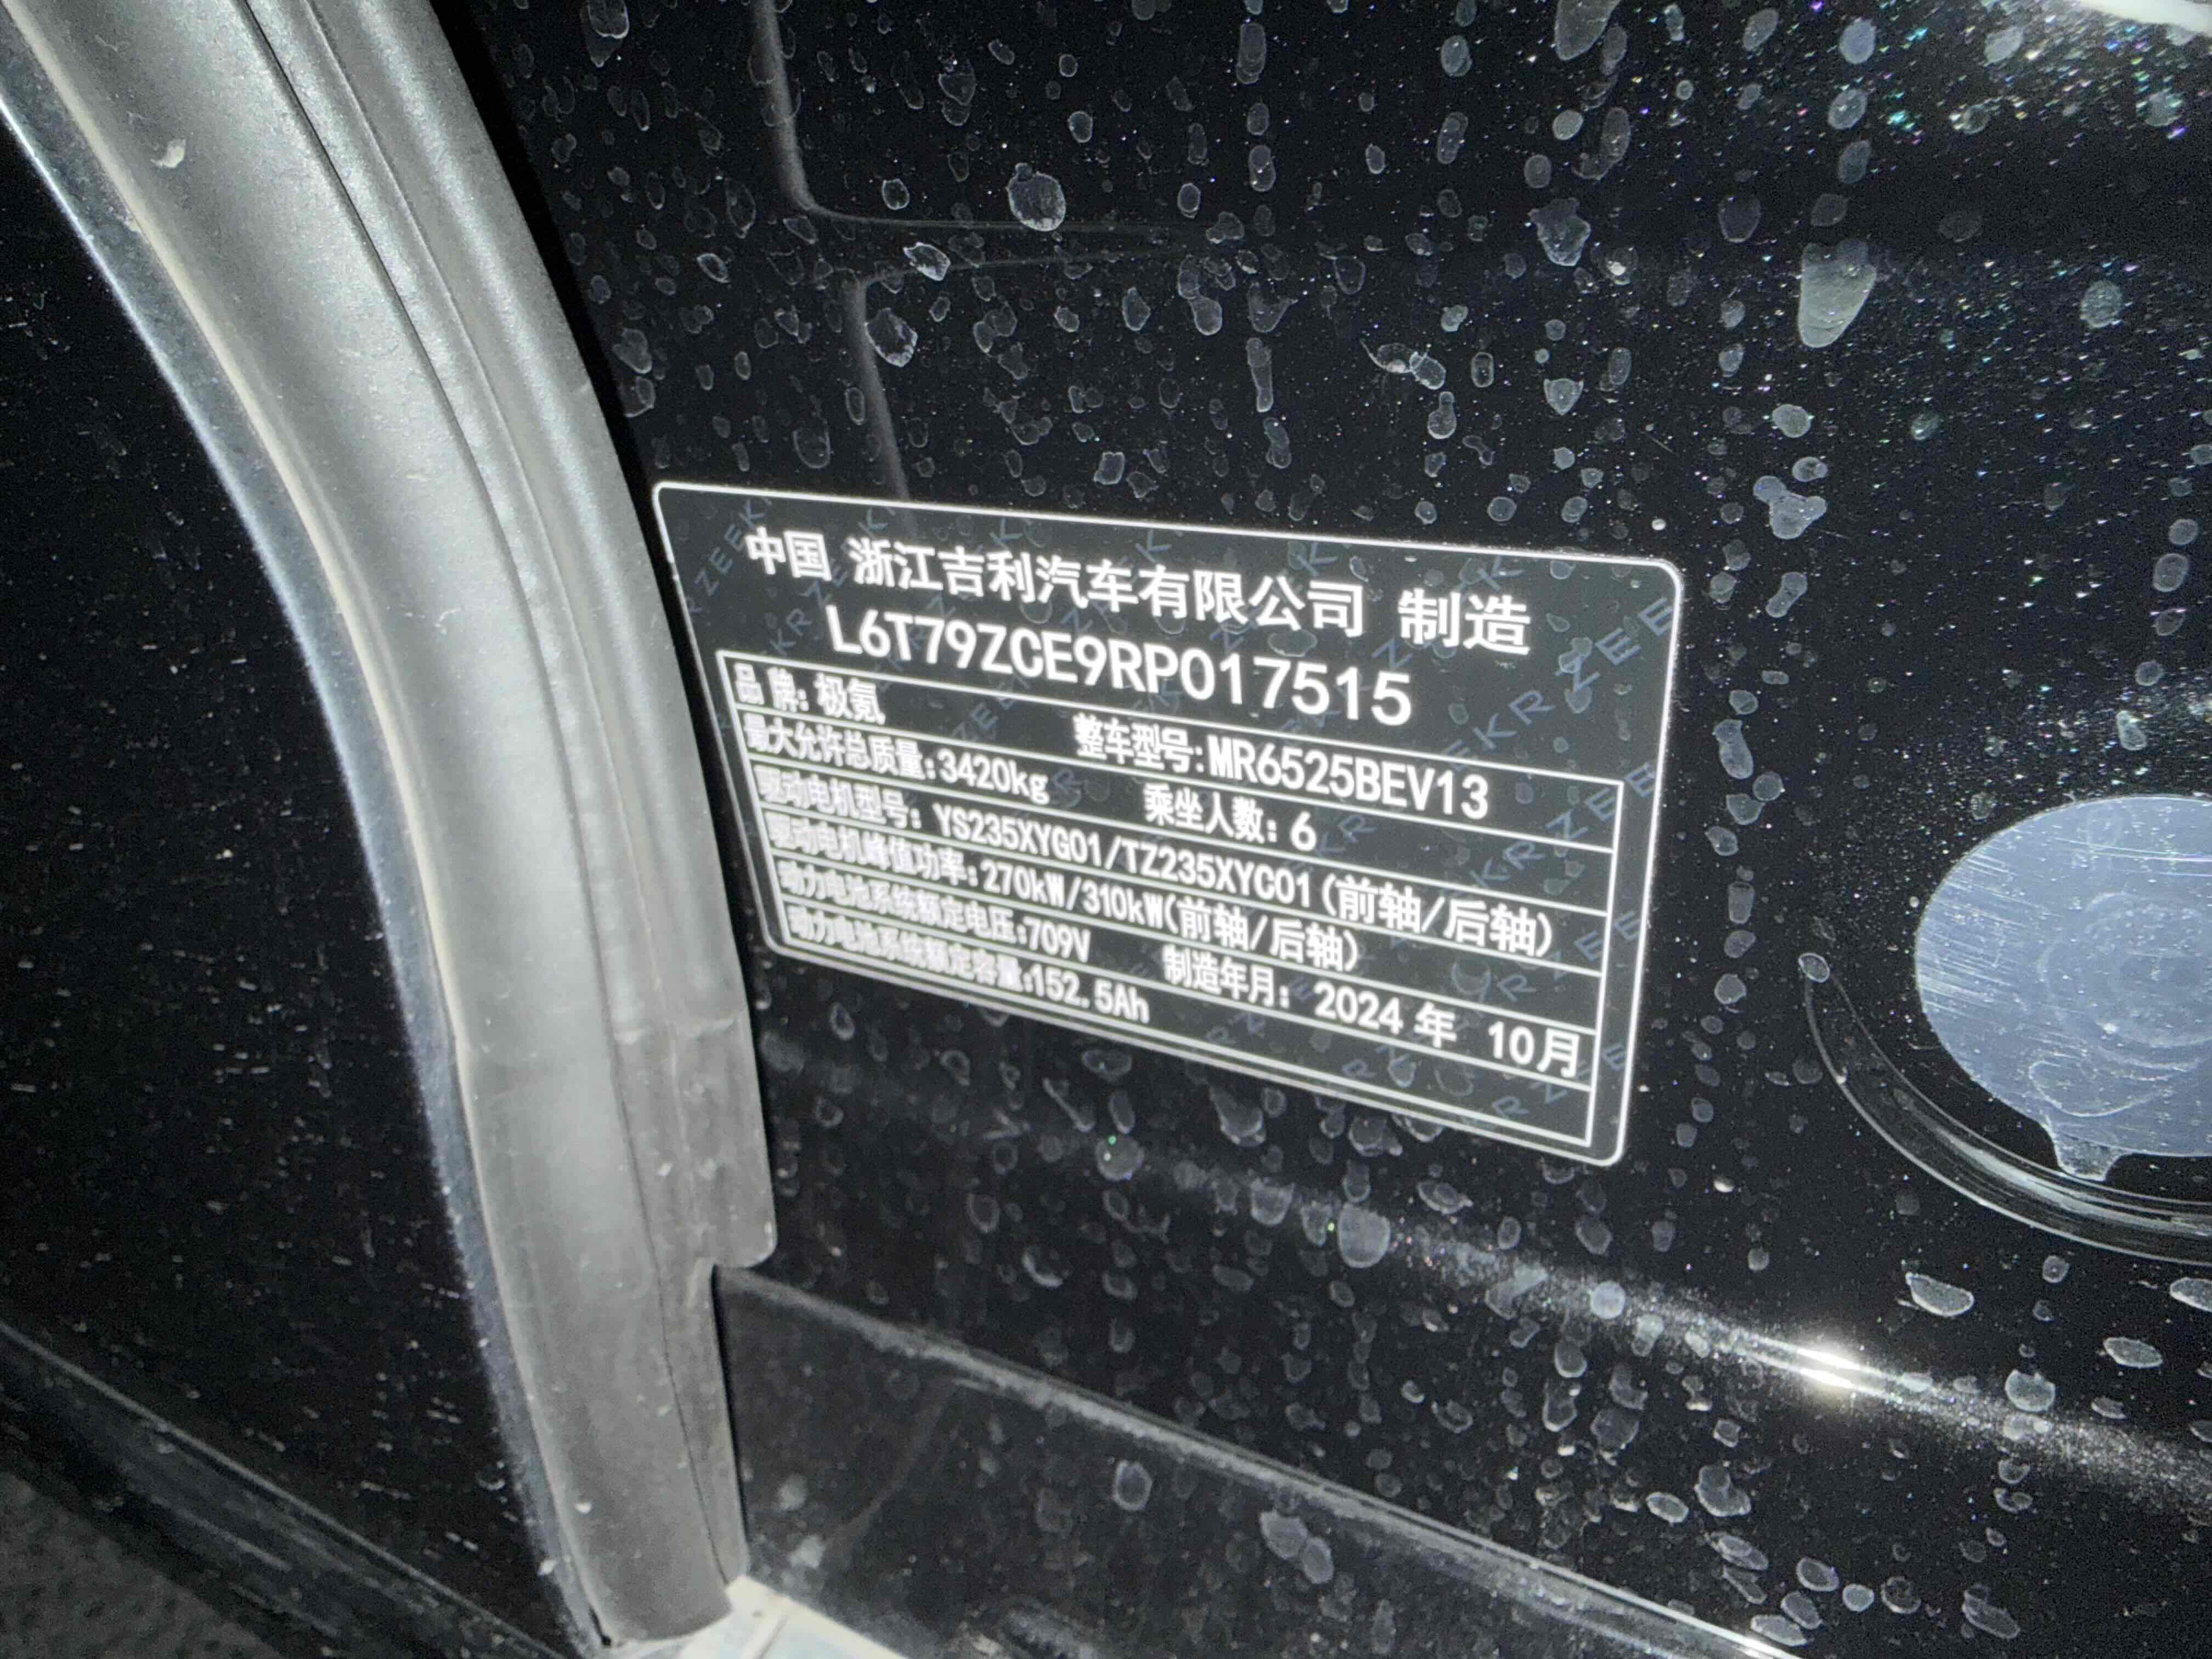 中国 浙江吉利汽车有限公司 制造
L6T79ZCE9RP017515
品 牌: 极氪 整车型号: MR6525BEV13
最大允许总质量: 3420kg 乘坐人数: 6
驱动电机型号: YS235XYG01/TZ235XYC01 (前轴/后轴)
驱动电机峰值功率: 270kW/310kW(前轴/后轴)
动力电池系统额定电压: 709V 制造年月: 2024 年 10月
动力电池系统额定容量: 152.5Ah